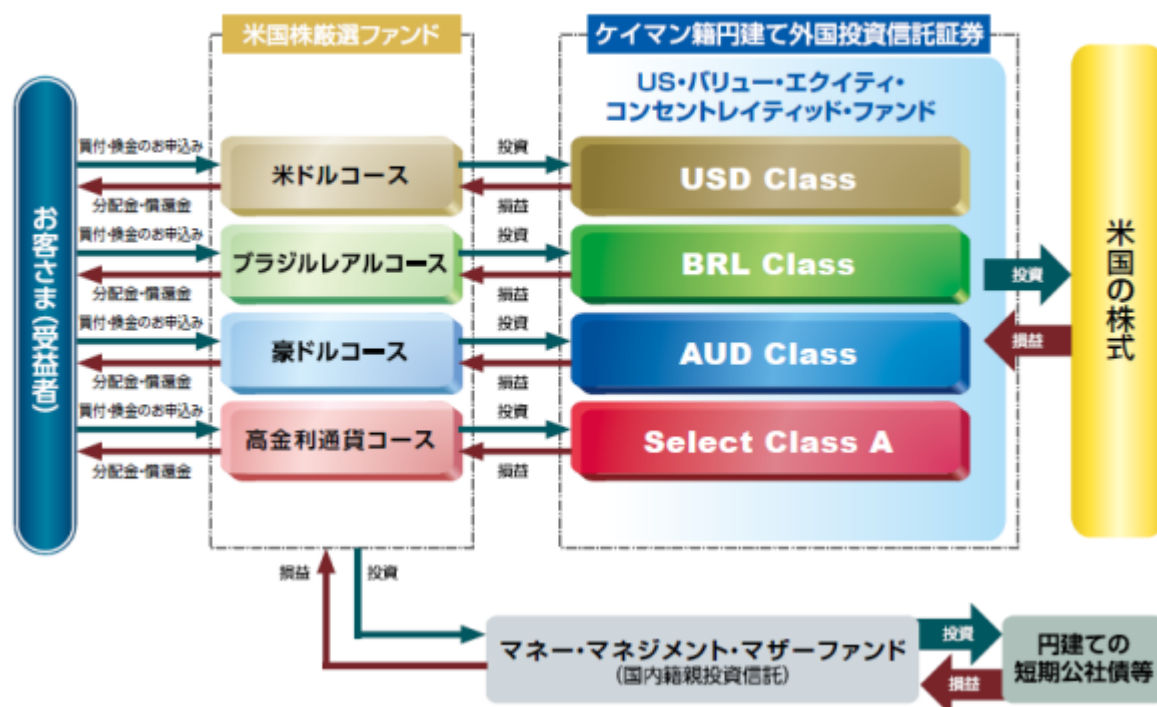 米国株厳選ファンド
ケイマン籍円建て外国投資信託証券
US・バリュー・エクイティ・
コンセントレイティッド・ファンド
お客さま(受益者)
買付・換金のお申込み
米ドルコース
投資
USD Class
分配金・償還金
損益
買付・換金のお申込み
ブラジルレアルコース
投資
BRL Class
分配金・償還金
損益
買付・換金のお申込み
豪ドルコース
投資
AUD Class
分配金・償還金
損益
買付・換金のお申込み
高金利通貨コース
投資
Select Class A
分配金・償還金
損益
投資
損益
米国の株式
損益
投資
マネー・マネジメント・マザーファンド
(国内籍親投資信託)
投資
損益
円建ての
短期公社債等